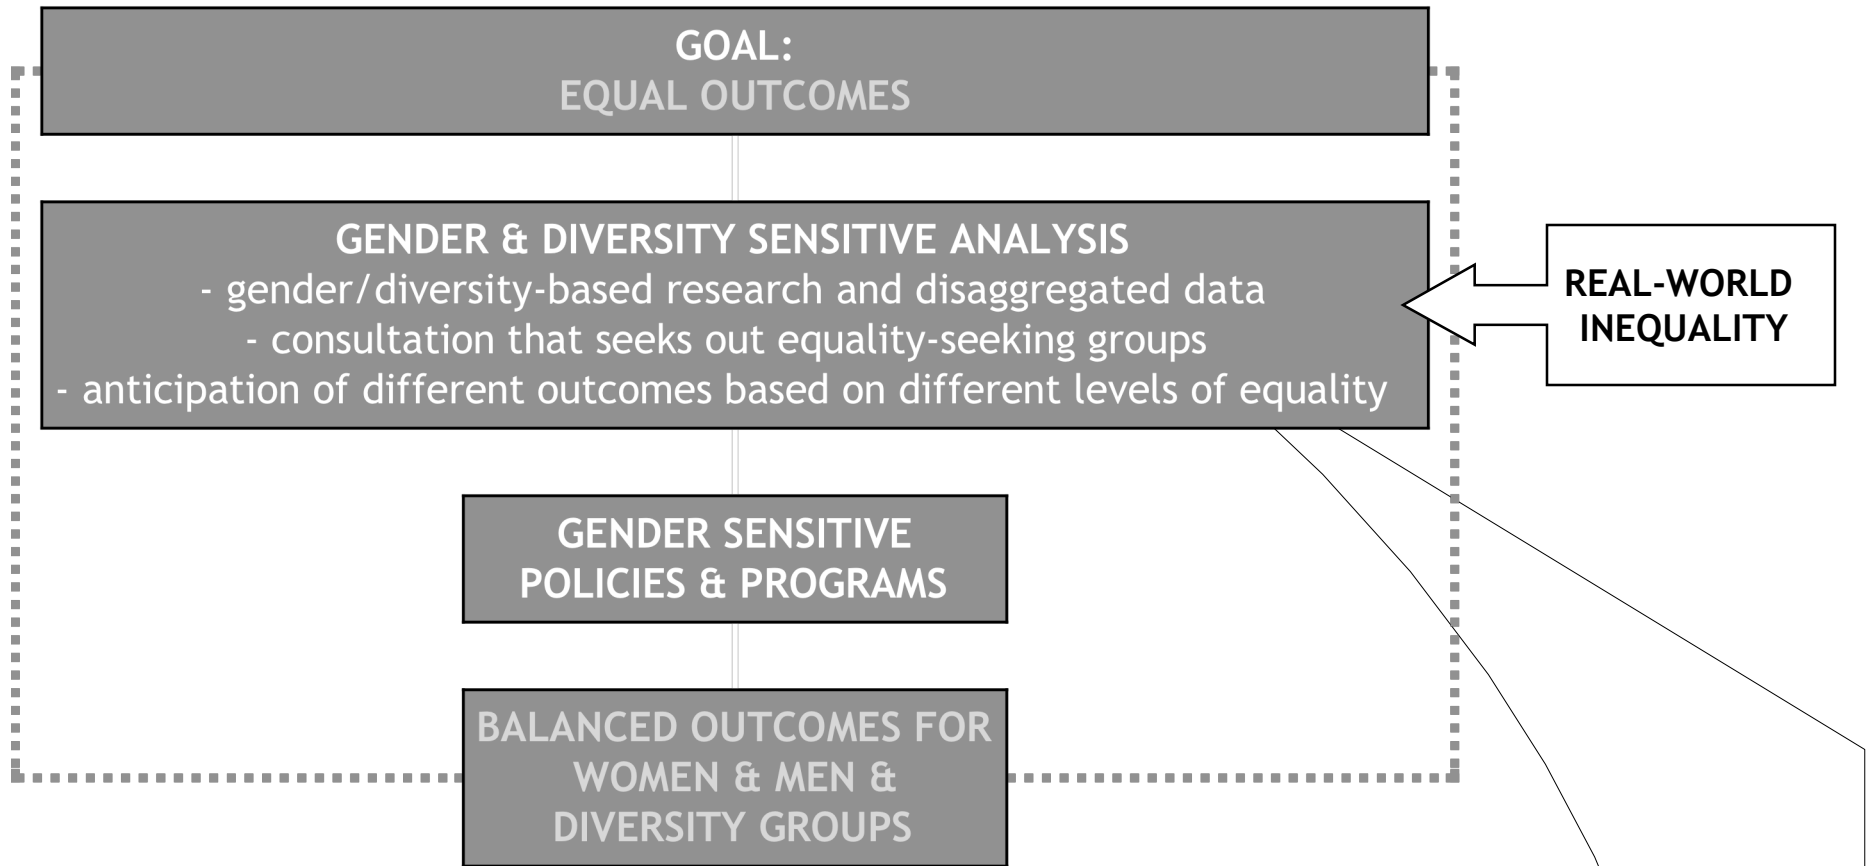 GOAL:
EQUAL OUTCOMES
GENDER & DIVERSITY SENSITIVE ANALYSIS
- gender/diversity-based research and disaggregated data
- consultation that seeks out equality-seeking groups
- anticipation of different outcomes based on different levels of equality
REAL-WORLD
INEQUALITY
GENDER SENSITIVE
POLICIES & PROGRAMS
BALANCED OUTCOMES FOR
WOMEN & MEN &
DIVERSITY GROUPS